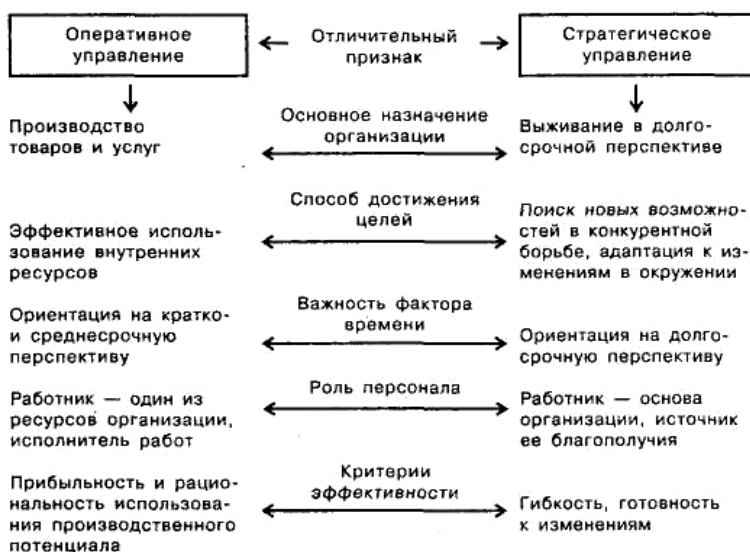 Оперативное
управление
Отличительный
признак
Стратегическое
управление
Производство
товаров и услуг
Основное назначение
организации
Выживание в долго-
срочной перспективе
Эффективное исполь-
зование внутренних
ресурсов
Способ достижения
целей
Поиск новых возможно-
стей в конкурентной
борьбе, адаптация к из-
менениям в окружении
Ориентация на кратко-
и среднесрочную
перспективу
Важность фактора
времени
Ориентация на долго-
срочную перспективу
Работник — один из
ресурсов организации,
исполнитель работ
Роль персонала
Работник — основа
организации, источник
ее благополучия
Прибыльность и рацио-
нальность использова-
ния производственного
потенциала
Критерии
эффективности
Гибкость, готовность
к изменениям